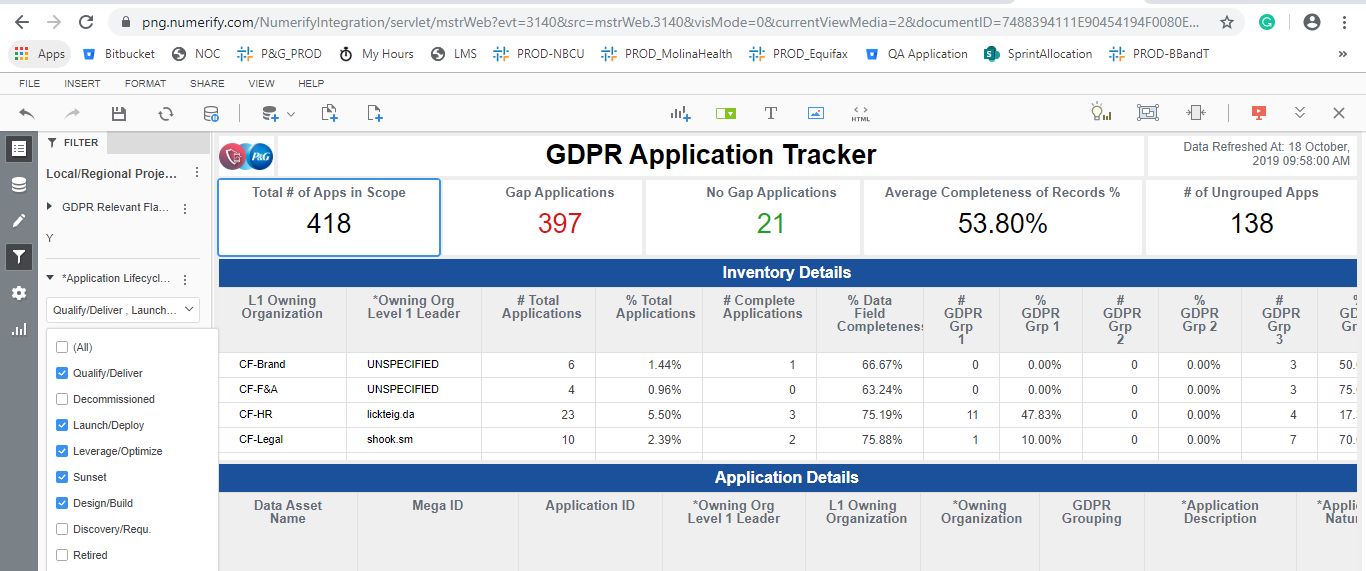 png.numerify.com/NumerifyIntegration/servlet/mstrWeb?evt=3140&src=mstrWeb.3140&visMode=0&currentViewMedia=2&documentID=7488394111E90454194F0080E...
Apps Bitbucket NOC P&G_PROD My Hours LMS PROD-NBCU PROD_MolinaHealth PROD_Equifax QA Application SprintAllocation PROD-BBandT »
FILE INSERT FORMAT SHARE VIEW HELP
HTML
FILTER
Local/Regional Proje...
GDPR Relevant Fla...
Y
*Application Lifecycl...
Qualify/Deliver , Launch...
(All)
Qualify/Deliver
Decommissioned
Launch/Deploy
Leverage/Optimize
Sunset
Design/Build
Discovery/Requ.
Retired
P&G
GDPR Application Tracker
Data Refreshed At: 18 October,
2019 09:58:00 AM
Total # of Apps in Scope
418
Gap Applications
397
No Gap Applications
21
Average Completeness of Records %
53.80%
# of Ungrouped Apps
138
Inventory Details
L1 Owning
Organization
*Owning Org
Level 1 Leader
# Total
Applications
% Total
Applications
# Complete
Applications
% Data
Field
Completeness
#
GDPR
Grp
1
%
GDPR
Grp 1
#
GDPR
Grp
2
%
GDPR
Grp 2
#
GDPR
Grp
3
CF-Brand UNSPECIFIED 6 1.44% 1 66.67% 0 0.00% 0 0.00% 3 50.
CF-F&A UNSPECIFIED 4 0.96% 0 63.24% 0 0.00% 0 0.00% 3 75.
CF-HR lickteig.da 23 5.50% 3 75.19% 11 47.83% 0 0.00% 4 17.
CF-Legal shook.sm 10 2.39% 2 75.88% 1 10.00% 0 0.00% 7 70.
Application Details
Data Asset
Name
Mega ID
Application ID
*Owning Org
Level 1 Leader
L1 Owning
Organization
*Owning
Organization
GDPR
Grouping
*Application
Description
*Applic
Natur